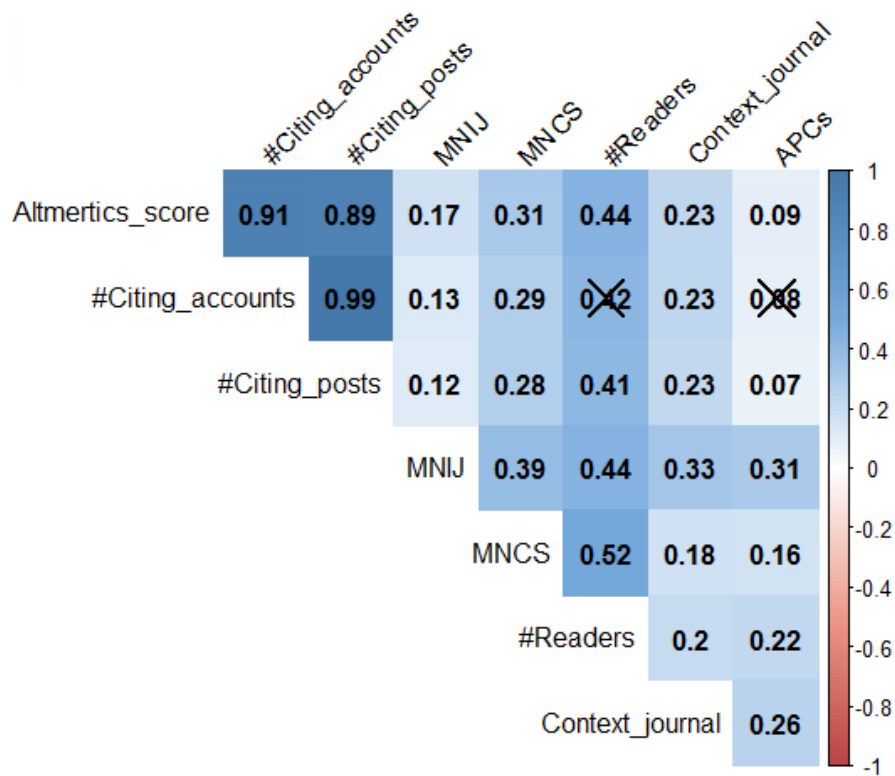 #Citing_accounts #Citing_posts MNIJ MNCS #Readers Context_journal APCs
Altmertics_score 0.91 0.89 0.17 0.31 0.44 0.23 0.09
#Citing_accounts 0.99 0.13 0.29 0.42 0.23 0.08
#Citing_posts 0.12 0.28 0.41 0.23 0.07
MNIJ 0.39 0.44 0.33 0.31
MNCS 0.52 0.18 0.16
#Readers 0.2 0.22
Context_journal 0.26
1
0.8
0.6
0.4
0.2
0
-0.2
-0.4
-0.6
-0.8
-1